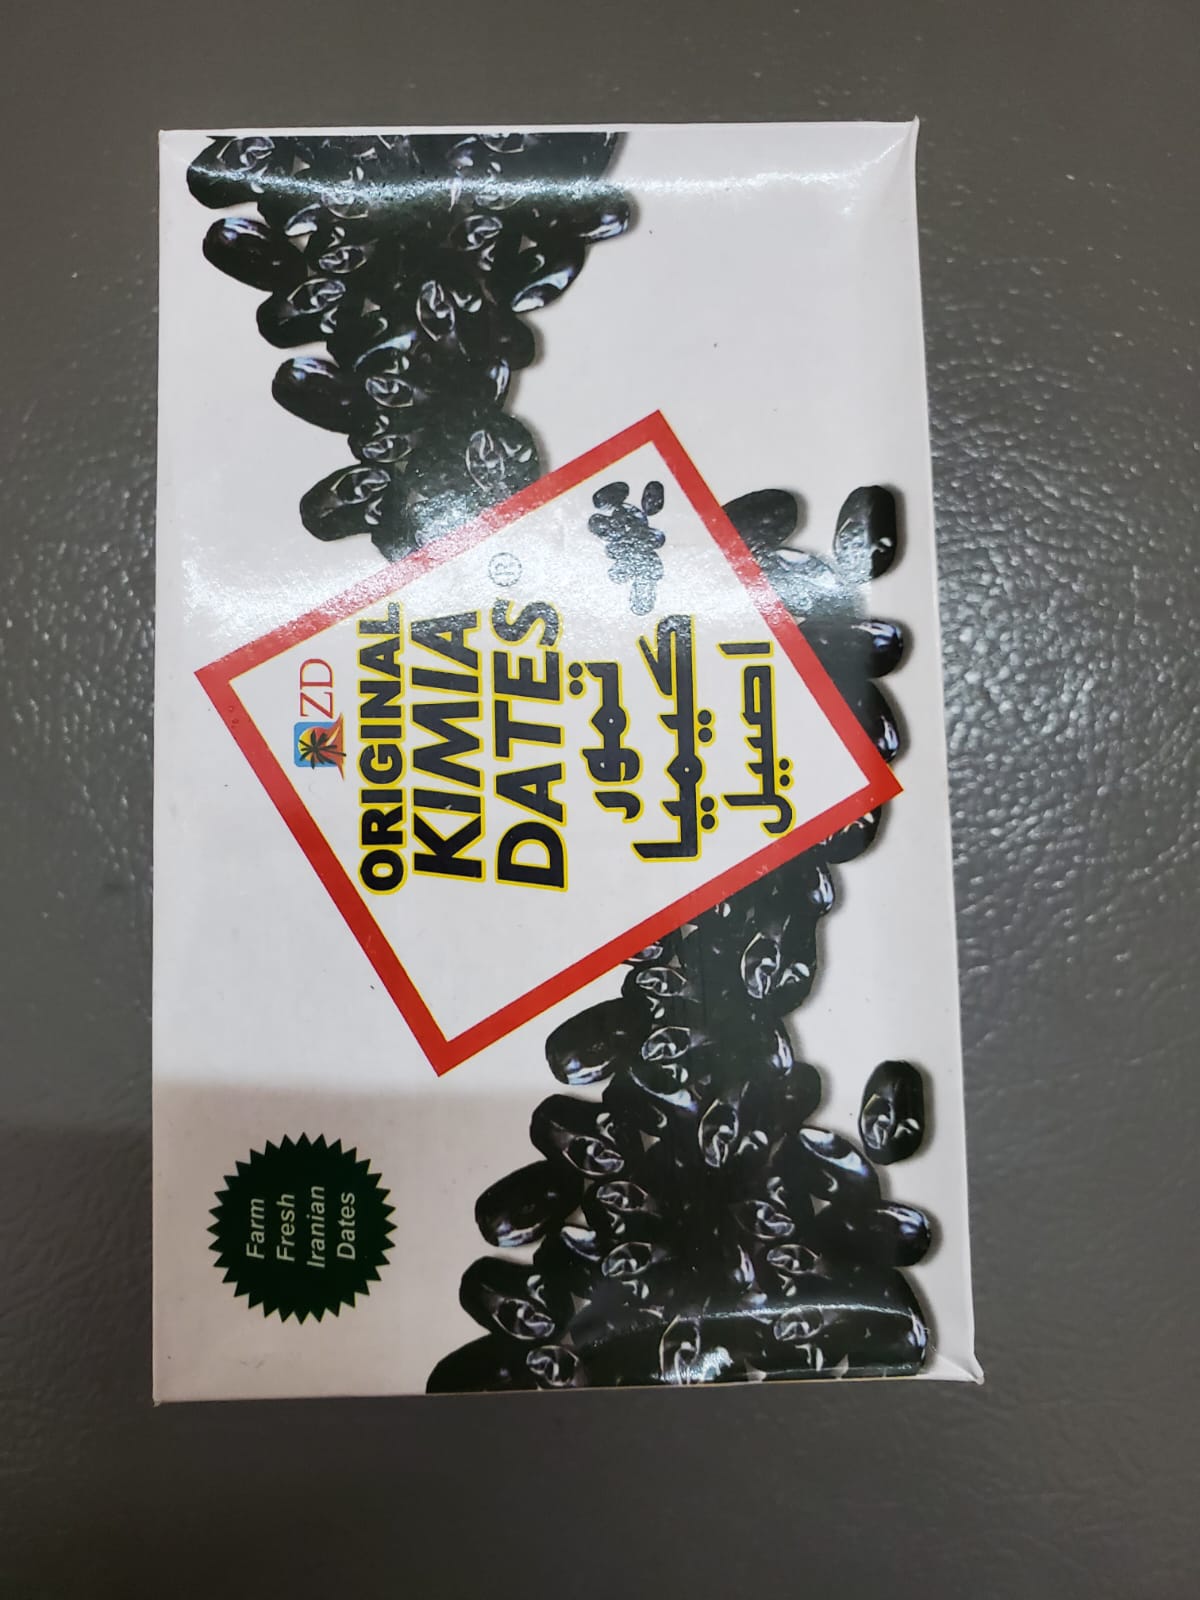 ZD
ORIGINAL
KIMIA
DATES®
تمور
كيميا
اصيل
Farm
Fresh
Iranian
Dates